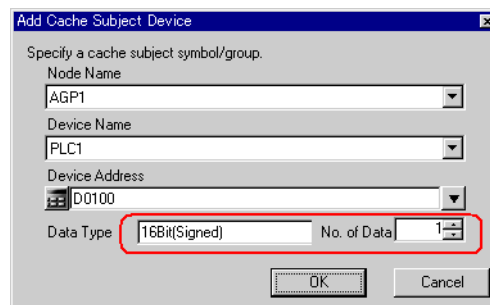 Add Cache Subject Device
Specify a cache subject symbol/group.
Node Name
AGP1
Device Name
PLC1
Device Address
D0100
Data Type 16Bit(Signed) No. of Data 1
OK Cancel